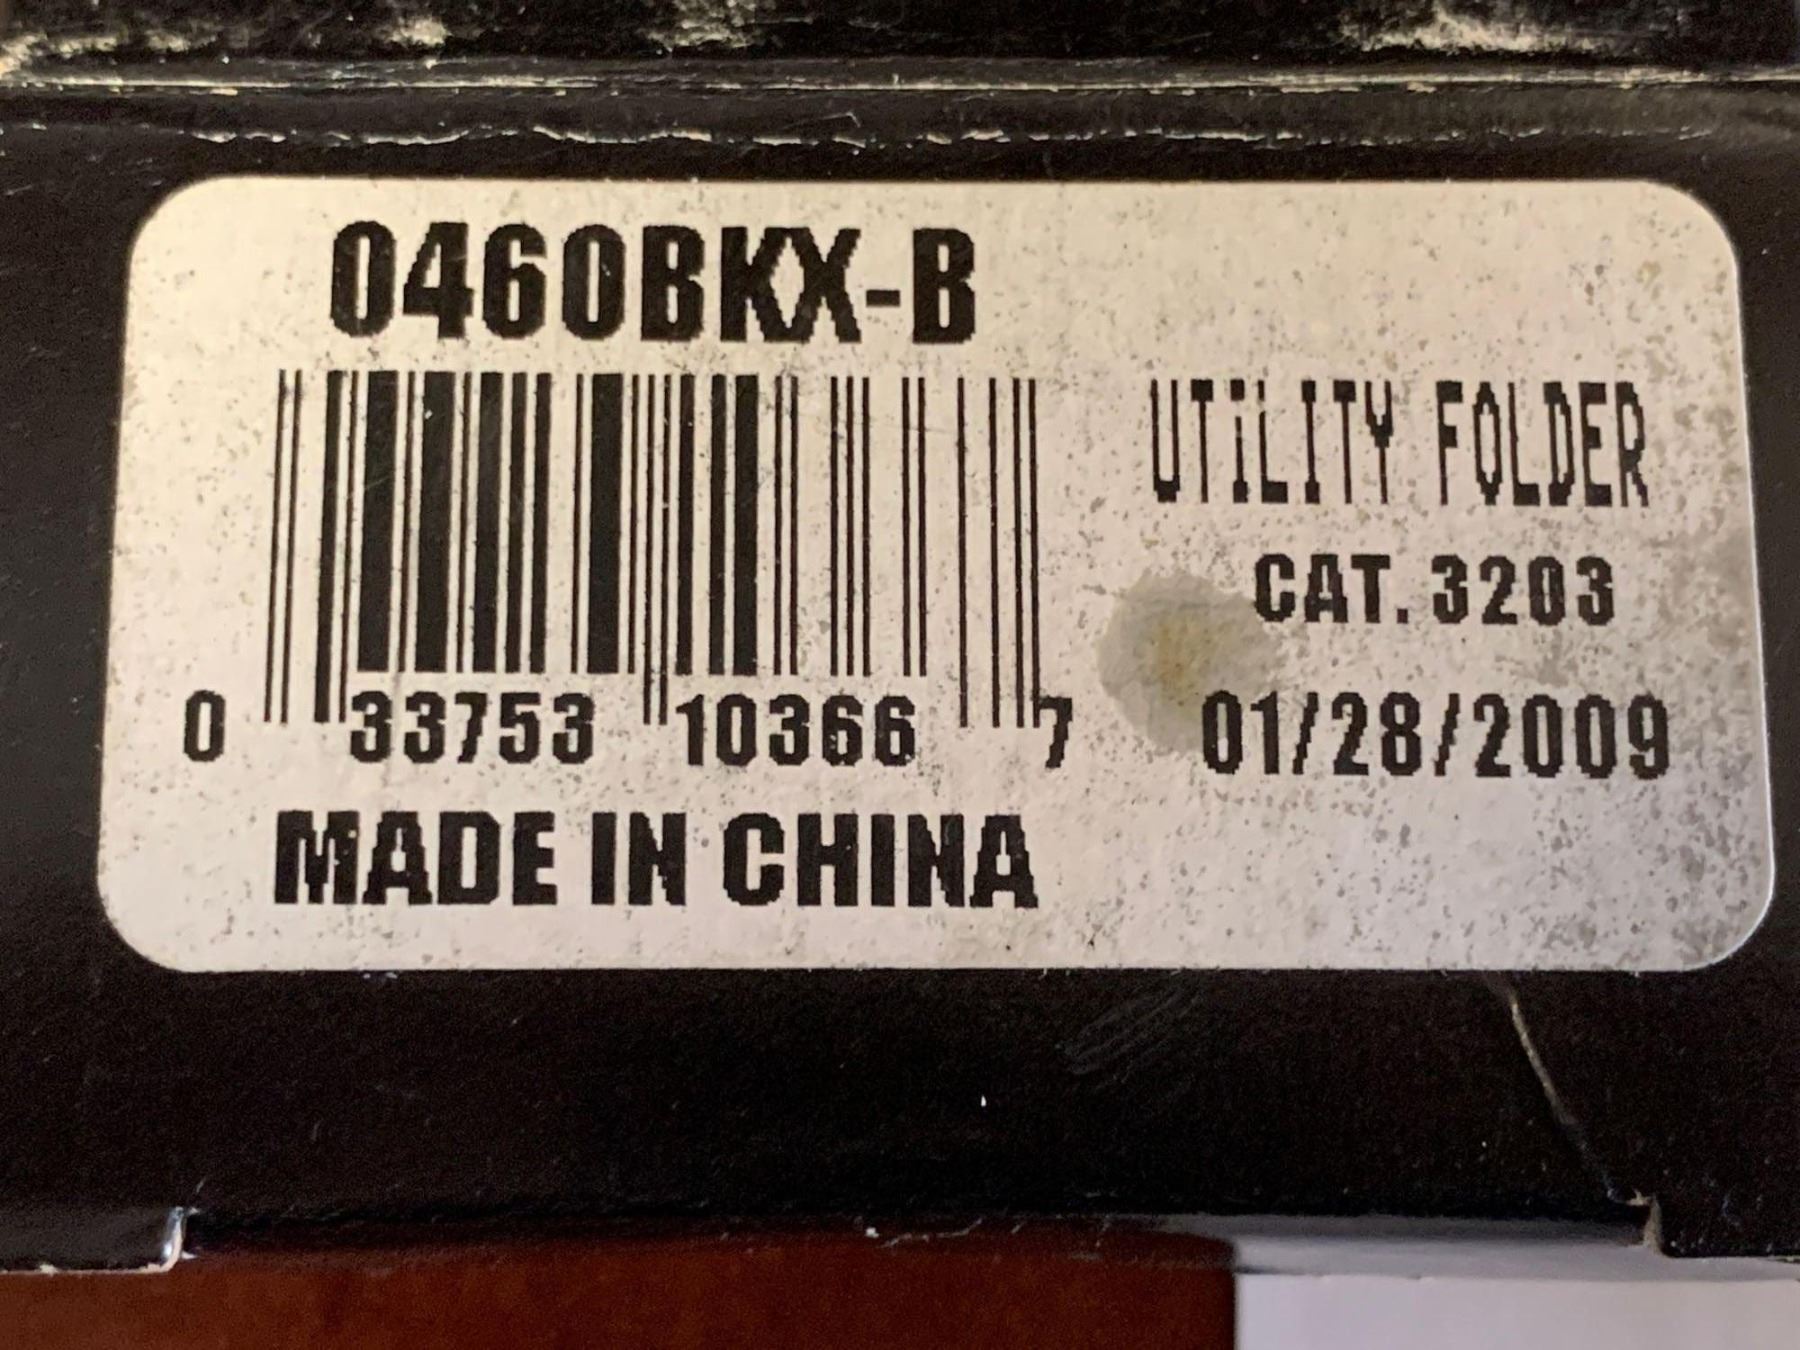 0460BKX-B
UTiLITY FOLDER
CAT. 3203
0 33753 10366 7
01/28/2009
MADE IN CHINA